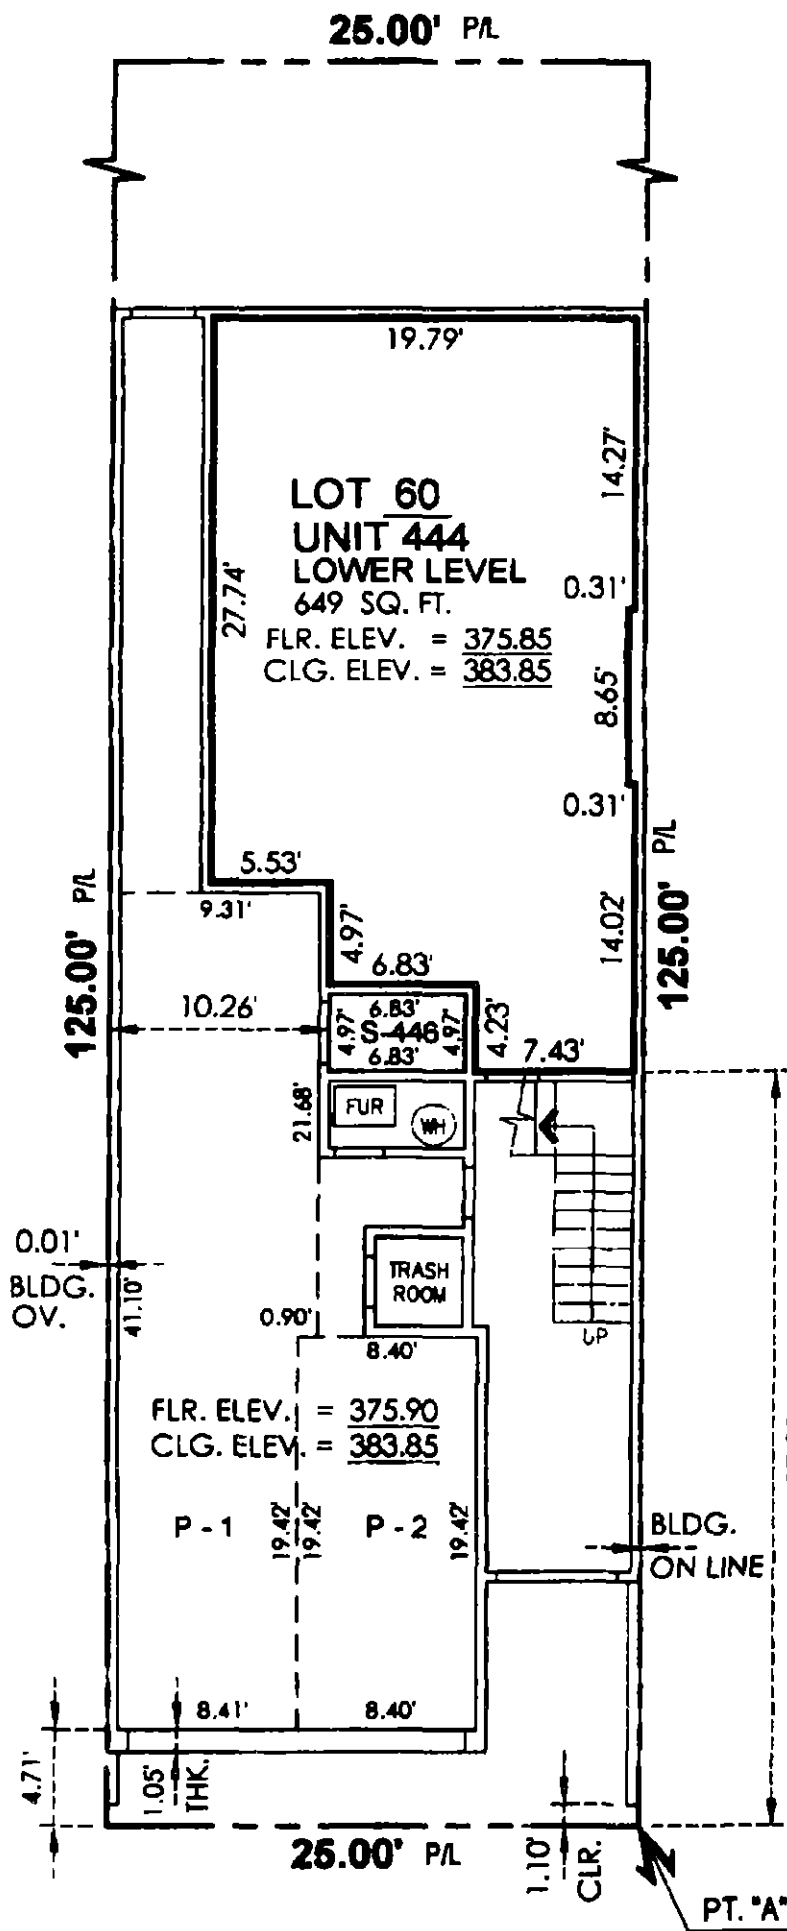 25.00' P/L
19.79'
14.27'
LOT 60
UNIT 444
LOWER LEVEL
649 SQ. FT.
FLR. ELEV. = 375.85
CLG. ELEV. = 383.85
27.74'
0.31'
8.65'
0.31'
5.53'
9.31'
4.97'
14.02'
125.00' P/L
125.00' P/L
6.83'
10.26'
6.83'
4.97'
S-446
4.97'
6.83'
4.23'
7.43'
21.68'
FUR
WH
0.01'
BLDG.
OV.
41.10'
TRASH
ROOM
0.90'
8.40'
UP
FLR. ELEV. = 375.90
CLG. ELEV. = 383.85
P - 1
19.42'
19.42'
P - 2
19.42'
BLDG.
ON LINE
8.41'
8.40'
4.71'
1.05'
THK.
25.00' P/L
1.10'
CLR.
PT. "A"